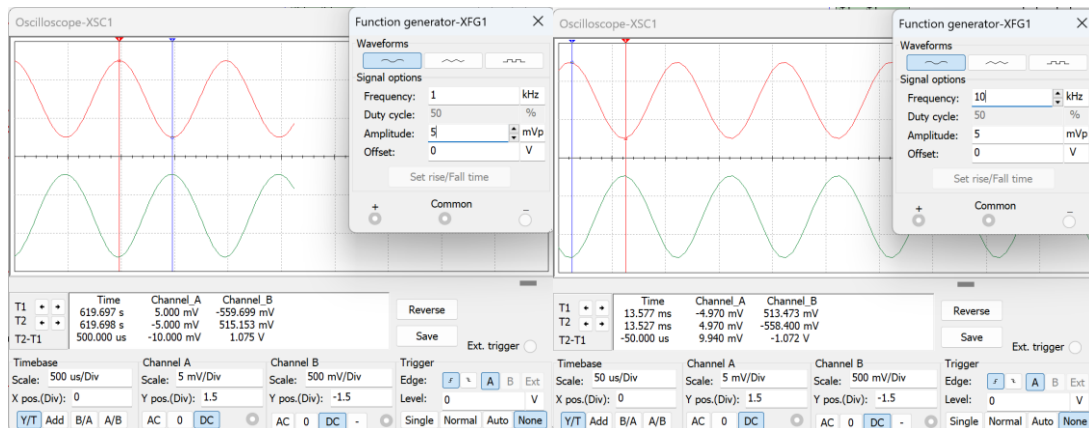 Oscilloscope-XSC1
Function generator-XFG1
Waveforms
Signal options
Frequency: 1 kHz
Duty cycle: 50 %
Amplitude: 5 mVp
Offset: 0 V
Set rise/Fall time
+ Common −
T1
T2
T2-T1
Time Channel_A Channel_B
619.697 s 5.000 mV -559.699 mV
619.698 s -5.000 mV 515.153 mV
500.000 us -10.000 mV 1.075 V
Reverse
Save
Ext. trigger
Timebase
Scale: 500 us/Div
X pos.(Div): 0
Y/T Add B/A A/B
Channel A
Scale: 5 mV/Div
Y pos.(Div): 1.5
AC 0 DC
Channel B
Scale: 500 mV/Div
Y pos.(Div): -1.5
AC 0 DC -
Trigger
Edge: A B Ext
Level: 0 V
Single Normal Auto None
Oscilloscope-XSC1
Function generator-XFG1
Waveforms
Signal options
Frequency: 10 kHz
Duty cycle: 50 %
Amplitude: 5 mVp
Offset: 0 V
Set rise/Fall time
+ Common −
T1
T2
T2-T1
Time Channel_A Channel_B
13.577 ms -4.970 mV 513.473 mV
13.527 ms 4.970 mV -558.400 mV
-50.000 us 9.940 mV -1.072 V
Reverse
Save
Ext. trigger
Timebase
Scale: 50 us/Div
X pos.(Div): 0
Y/T Add B/A A/B
Channel A
Scale: 5 mV/Div
Y pos.(Div): 1.5
AC 0 DC
Channel B
Scale: 500 mV/Div
Y pos.(Div): -1.5
AC 0 DC -
Trigger
Edge: A B Ext
Level: 0 V
Single Normal Auto None